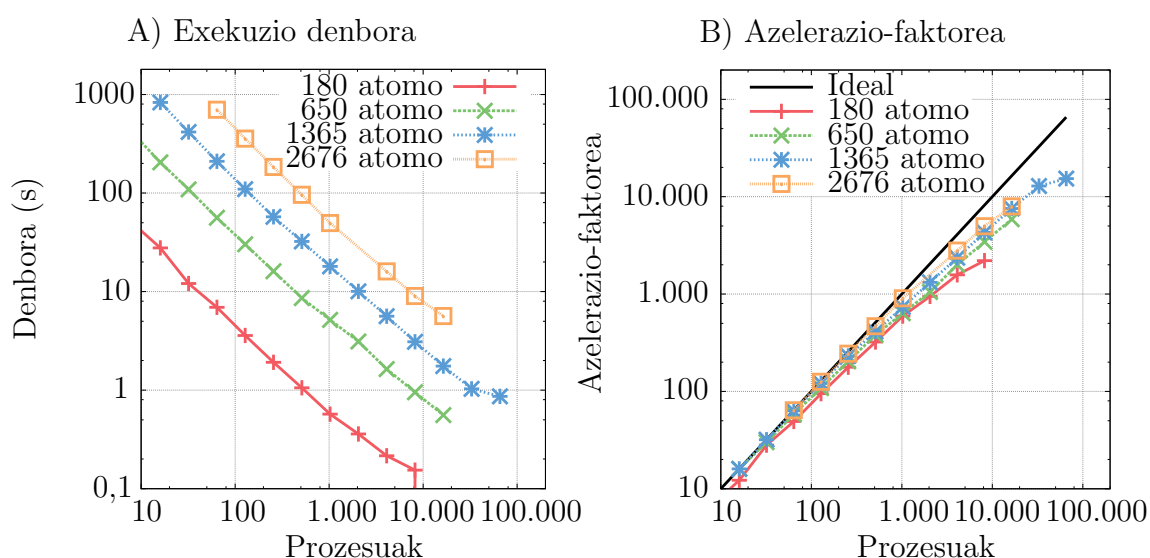 A) Exekuzio denbora
Denbora (s)
1000
100
10
1
0,1
180 atomo
650 atomo
1365 atomo
2676 atomo
10 100 1.000 10.000 100.000
Prozesuak
B) Azelerazio-faktorea
Azelerazio-faktorea
100.000
10.000
1.000
100
10
Ideal
180 atomo
650 atomo
1365 atomo
2676 atomo
10 100 1.000 10.000 100.000
Prozesuak